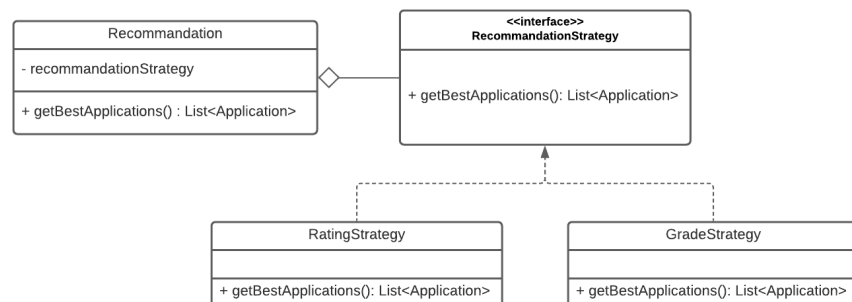 Recommandation
- recommandationStrategy
+ getBestApplications() : List<Application>
<<interface>>
RecommandationStrategy
+ getBestApplications(): List<Application>
RatingStrategy
+ getBestApplications(): List<Application>
GradeStrategy
+ getBestApplications(): List<Application>